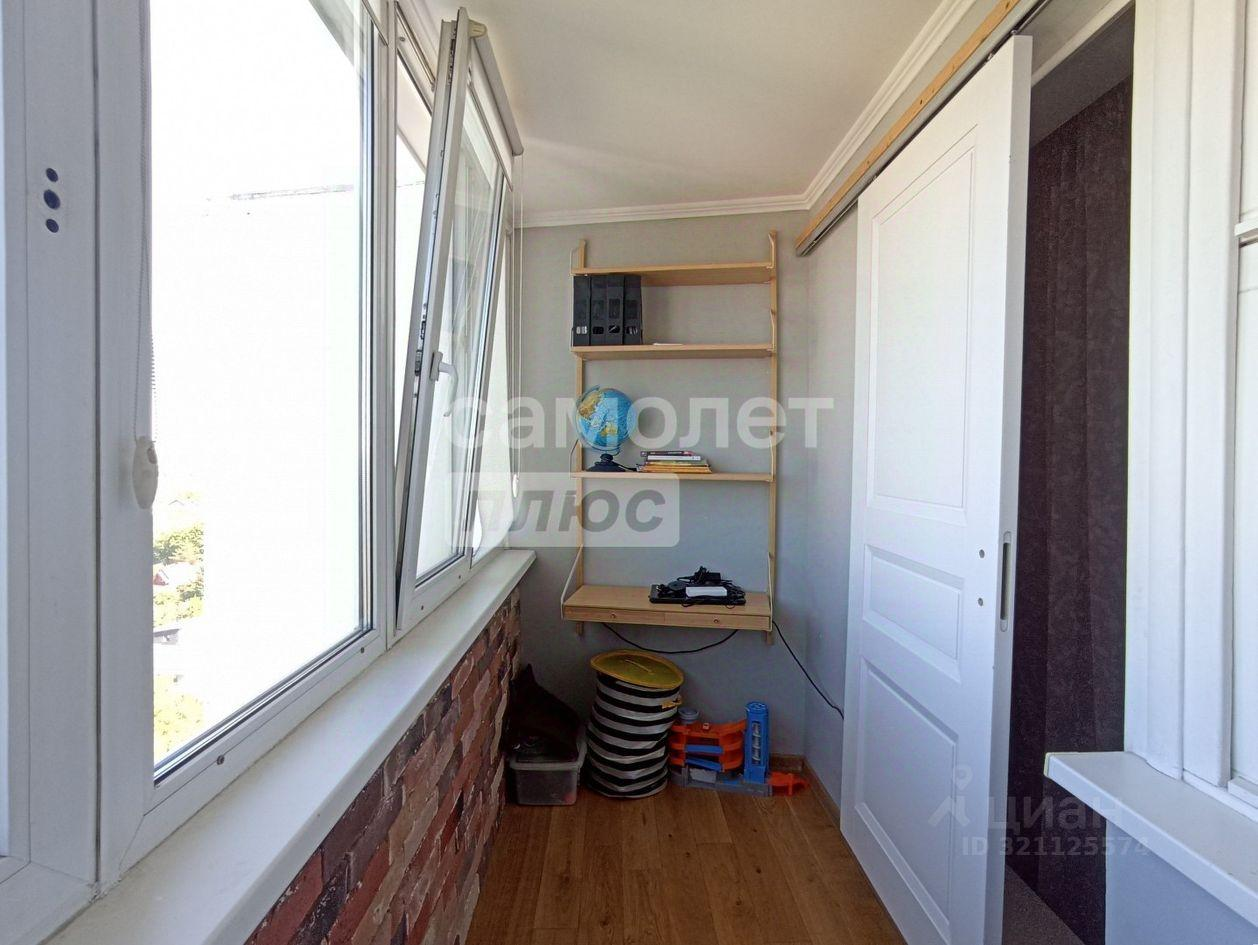 самолет
плюс
циан
ID 321125574